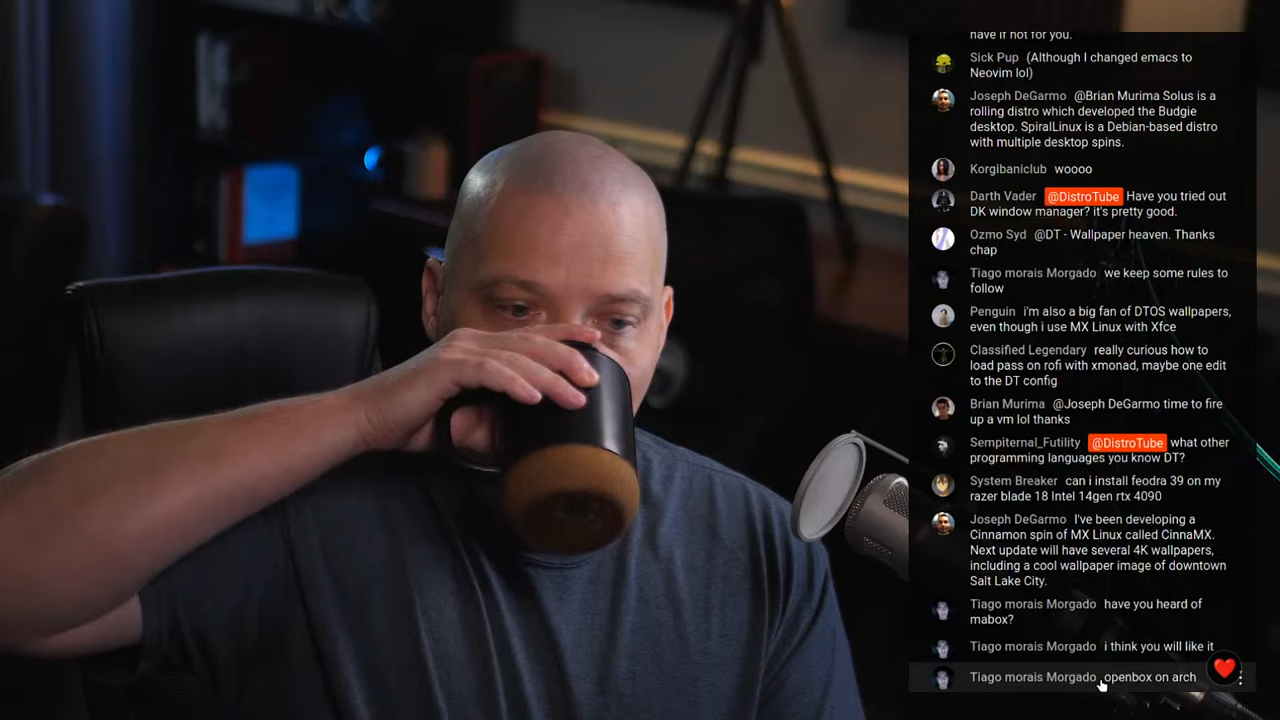 have if not for you.
Sick Pup (Although I changed emacs to
Neovim lol)
Joseph DeGarmo @Brian Murima Solus is a
rolling distro which developed the Budgie
desktop. SpiralLinux is a Debian-based distro
with multiple desktop spins.
Korgibaniclub woooo
Darth Vader @DistroTube Have you tried out
DK window manager? it's pretty good.
Ozmo Syd @DT - Wallpaper heaven. Thanks
chap
Tiago morais Morgado we keep some rules to
follow
Penguin i'm also a big fan of DTOS wallpapers,
even though i use MX Linux with Xfce
Classified Legendary really curious how to
load pass on rofi with xmonad, maybe one edit
to the DT config
Brian Murima @Joseph DeGarmo time to fire
up a vm lol thanks
Sempiternal_Futility @DistroTube what other
programming languages you know DT?
System Breaker can i install feodra 39 on my
razer blade 18 Intel 14gen rtx 4090
Joseph DeGarmo I've been developing a
Cinnamon spin of MX Linux called CinnaMX.
Next update will have several 4K wallpapers,
including a cool wallpaper image of downtown
Salt Lake City.
Tiago morais Morgado have you heard of
mabox?
Tiago morais Morgado i think you will like it
Tiago morais Morgado openbox on arch